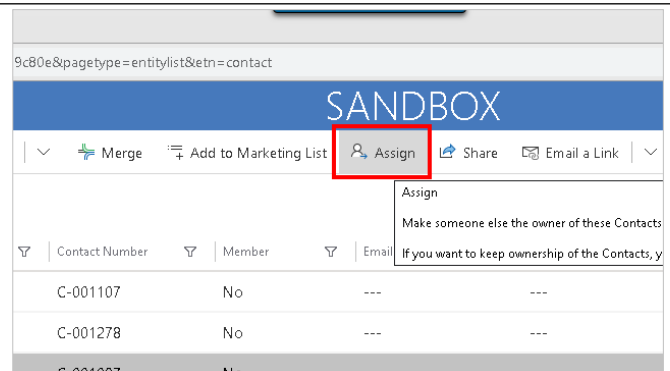 9c80e&pagetype=entitylist&etn=contact
SANDBOX
Merge Add to Marketing List Assign Share Email a Link
Assign
Make someone else the owner of these Contacts
If you want to keep ownership of the Contacts, y
Contact Number Member Email
C-001107 No --- ---
C-001278 No --- ---